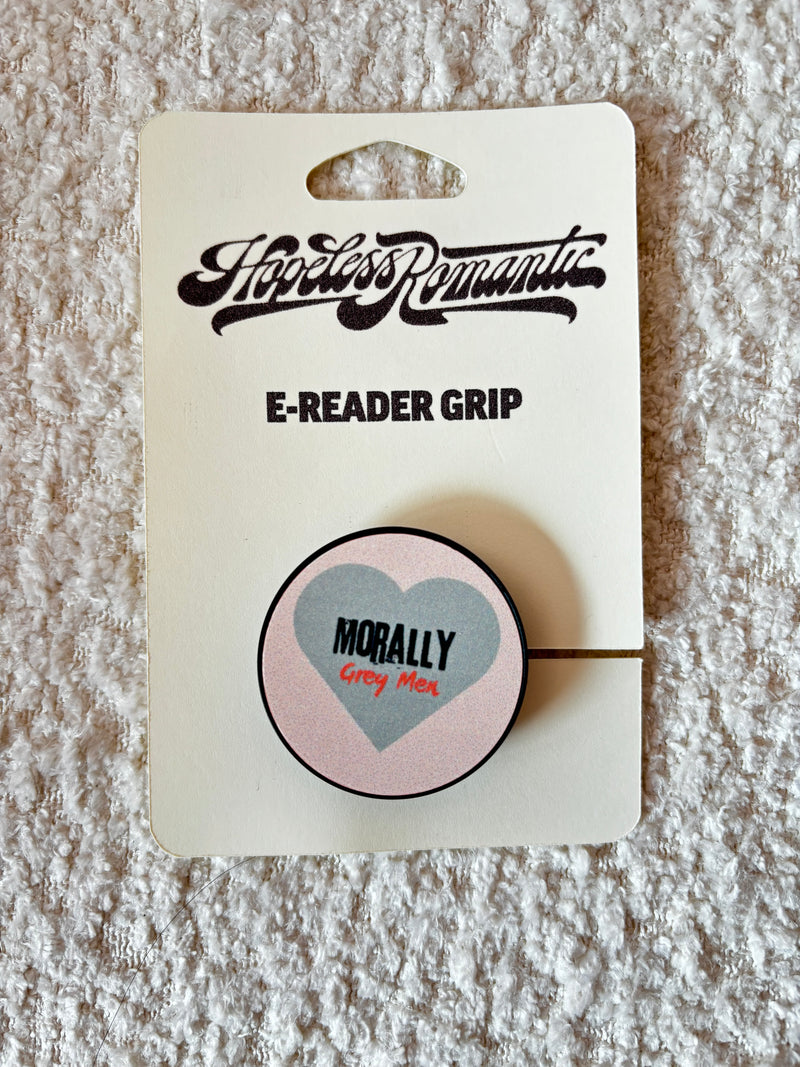 Hopeless Romantic
E-READER GRIP
MORALLY
Grey Men